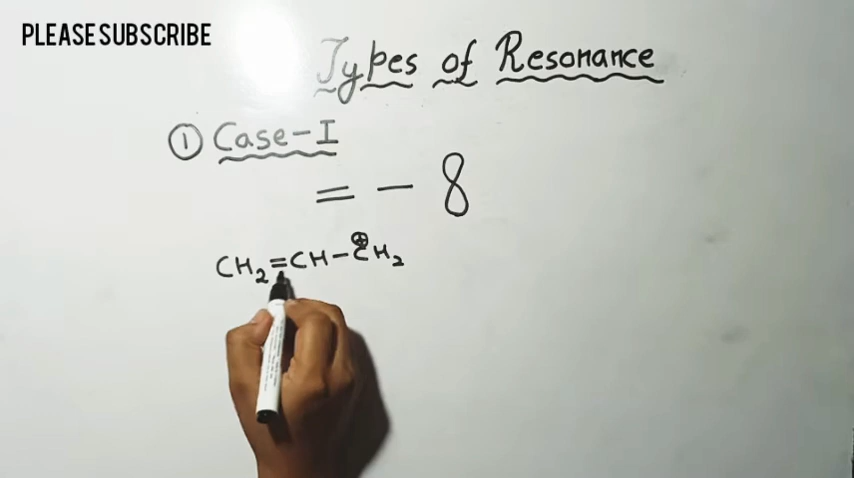 PLEASE SUBSCRIBE
Types of Resonance
① Case-I
= - 8
CH₂=CH-C⊕H₂